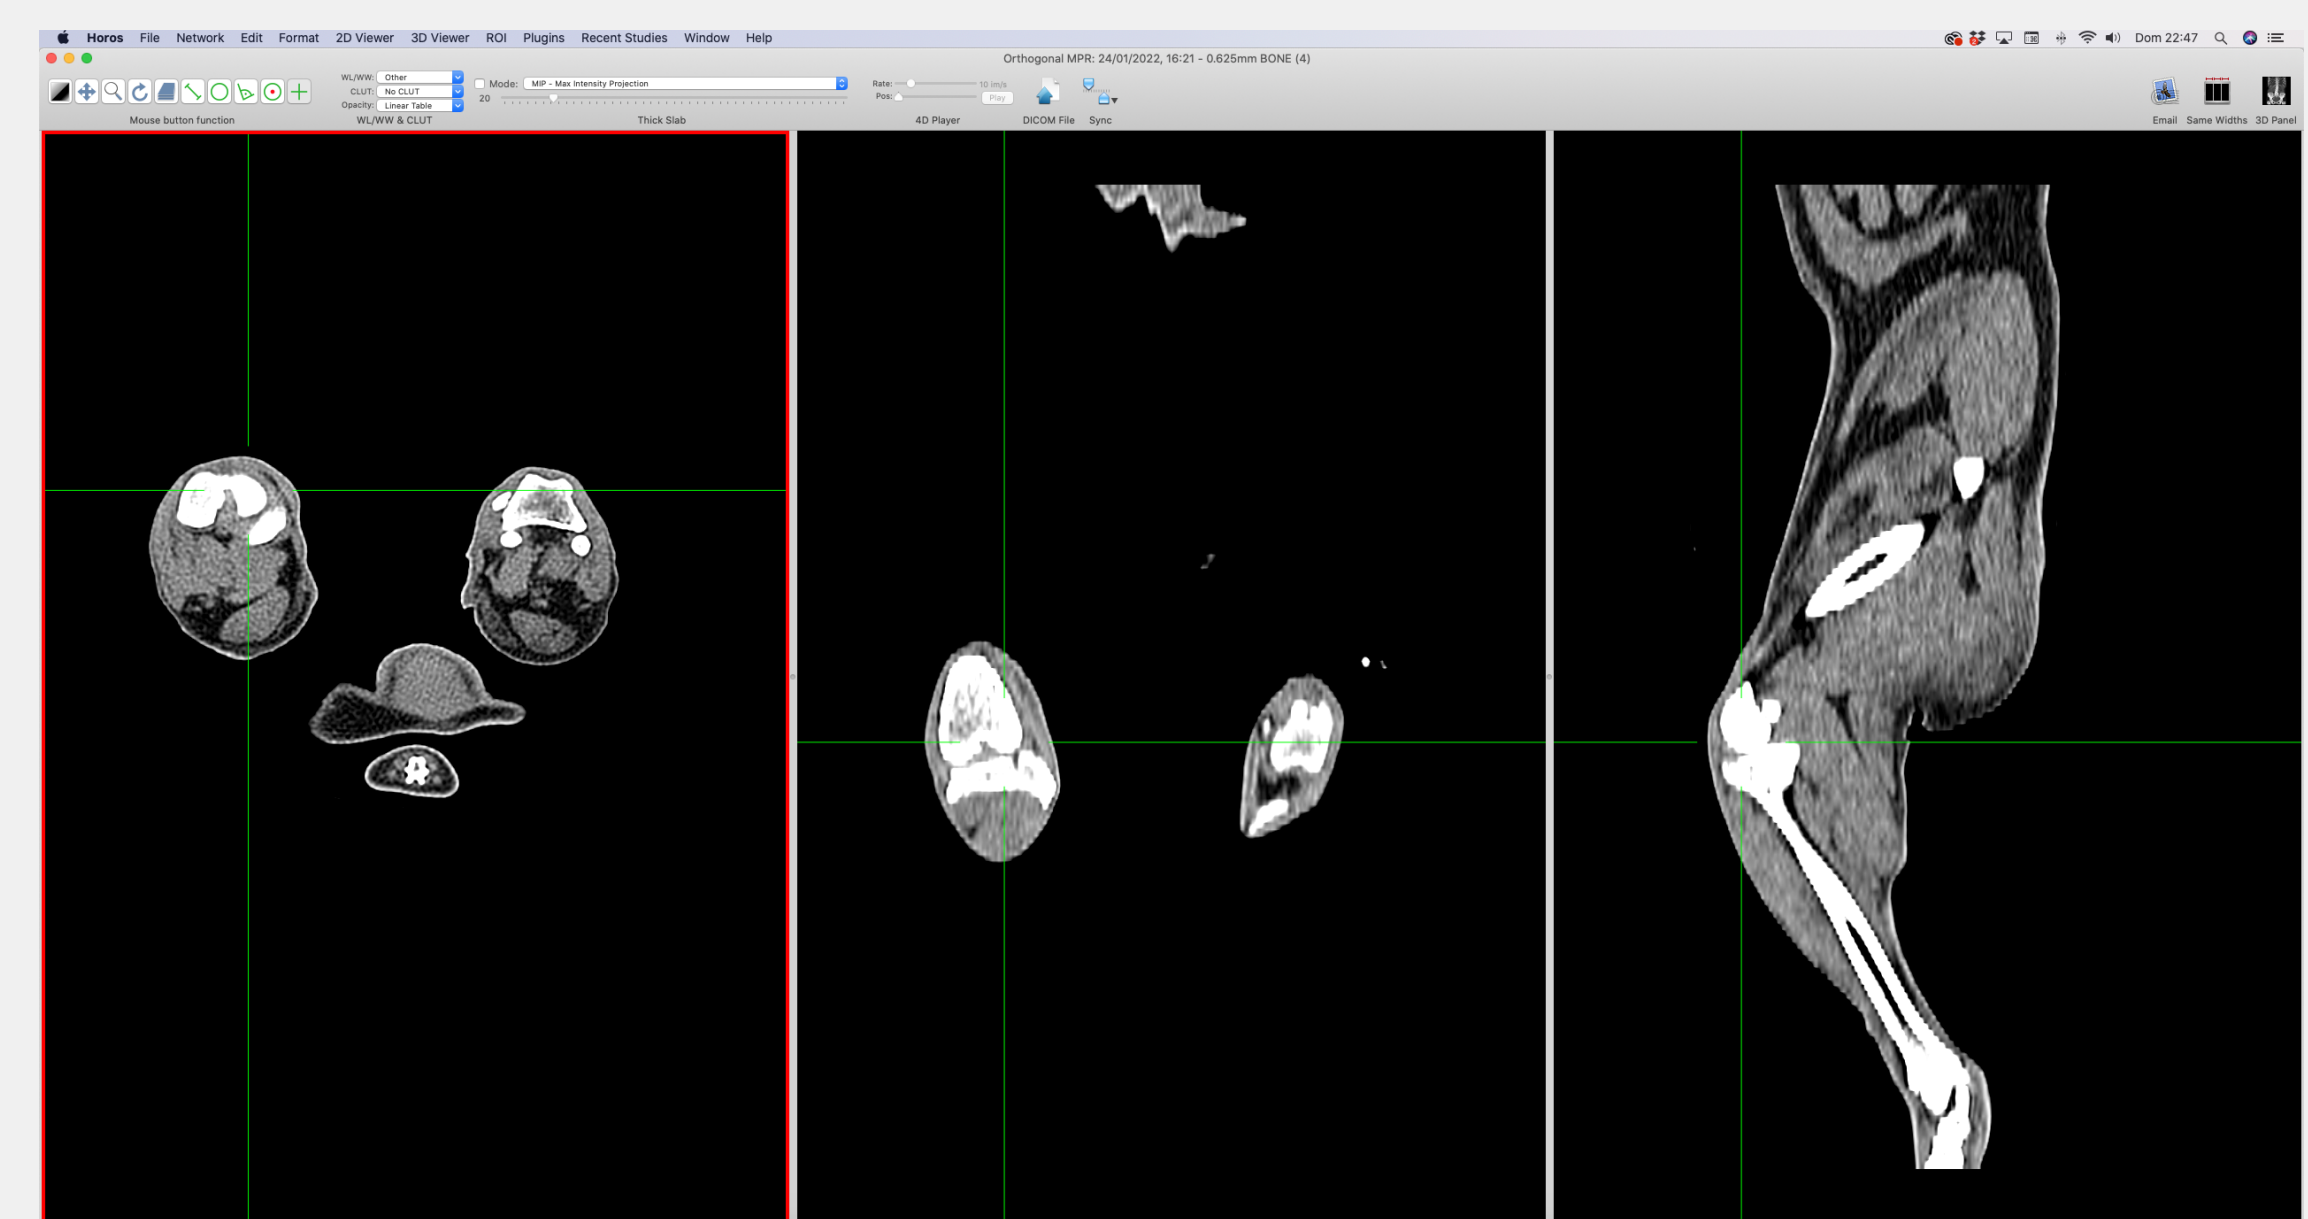 Horos File Network Edit Format 2D Viewer 3D Viewer ROI Plugins Recent Studies Window Help Dom 22:47
Orthogonal MPR: 24/01/2022, 16:21 - 0.625mm BONE (4)
WL/WW: Other
CLUT: No CLUT
Opacity: Linear Table
Mode: MIP - Max Intensity Projection
20
Rate: 10 im/s
Pos: Play
Mouse button function WL/WW & CLUT Thick Slab 4D Player DICOM File Sync Email Same Widths 3D Panel